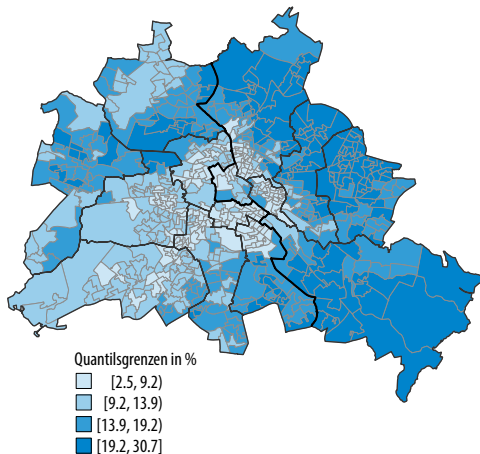 Quantilsgrenzen in %
[2.5, 9.2)
[9.2, 13.9)
[13.9, 19.2)
[19.2, 30.7]